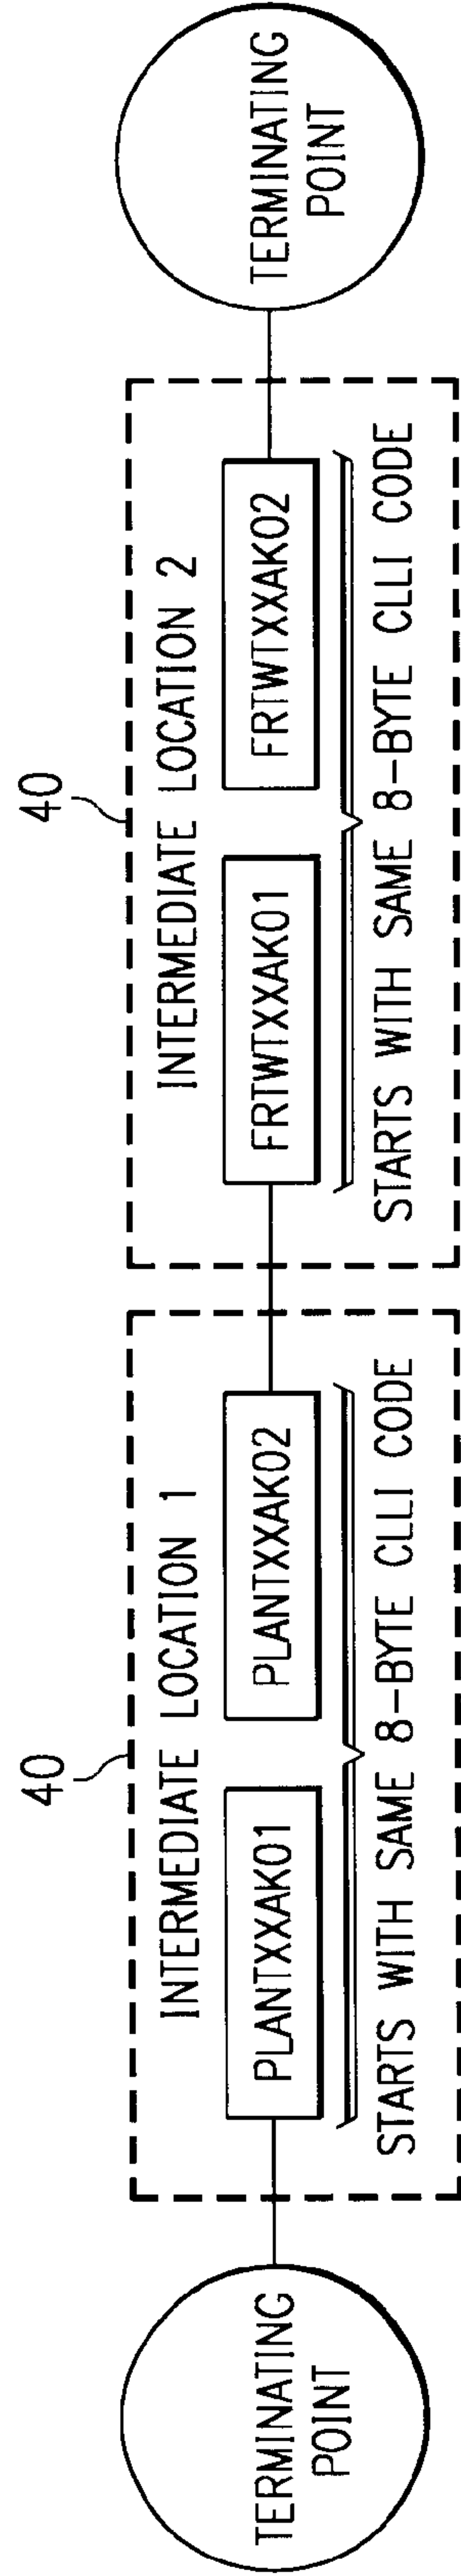 TERMINATING
POINT
40
INTERMEDIATE LOCATION 1
PLANTXXAK01
PLANTXXAK02
STARTS WITH SAME 8-BYTE CLLI CODE
40
INTERMEDIATE LOCATION 2
FRTWTXXAK01
FRTWTXXAK02
STARTS WITH SAME 8-BYTE CLLI CODE
TERMINATING
POINT